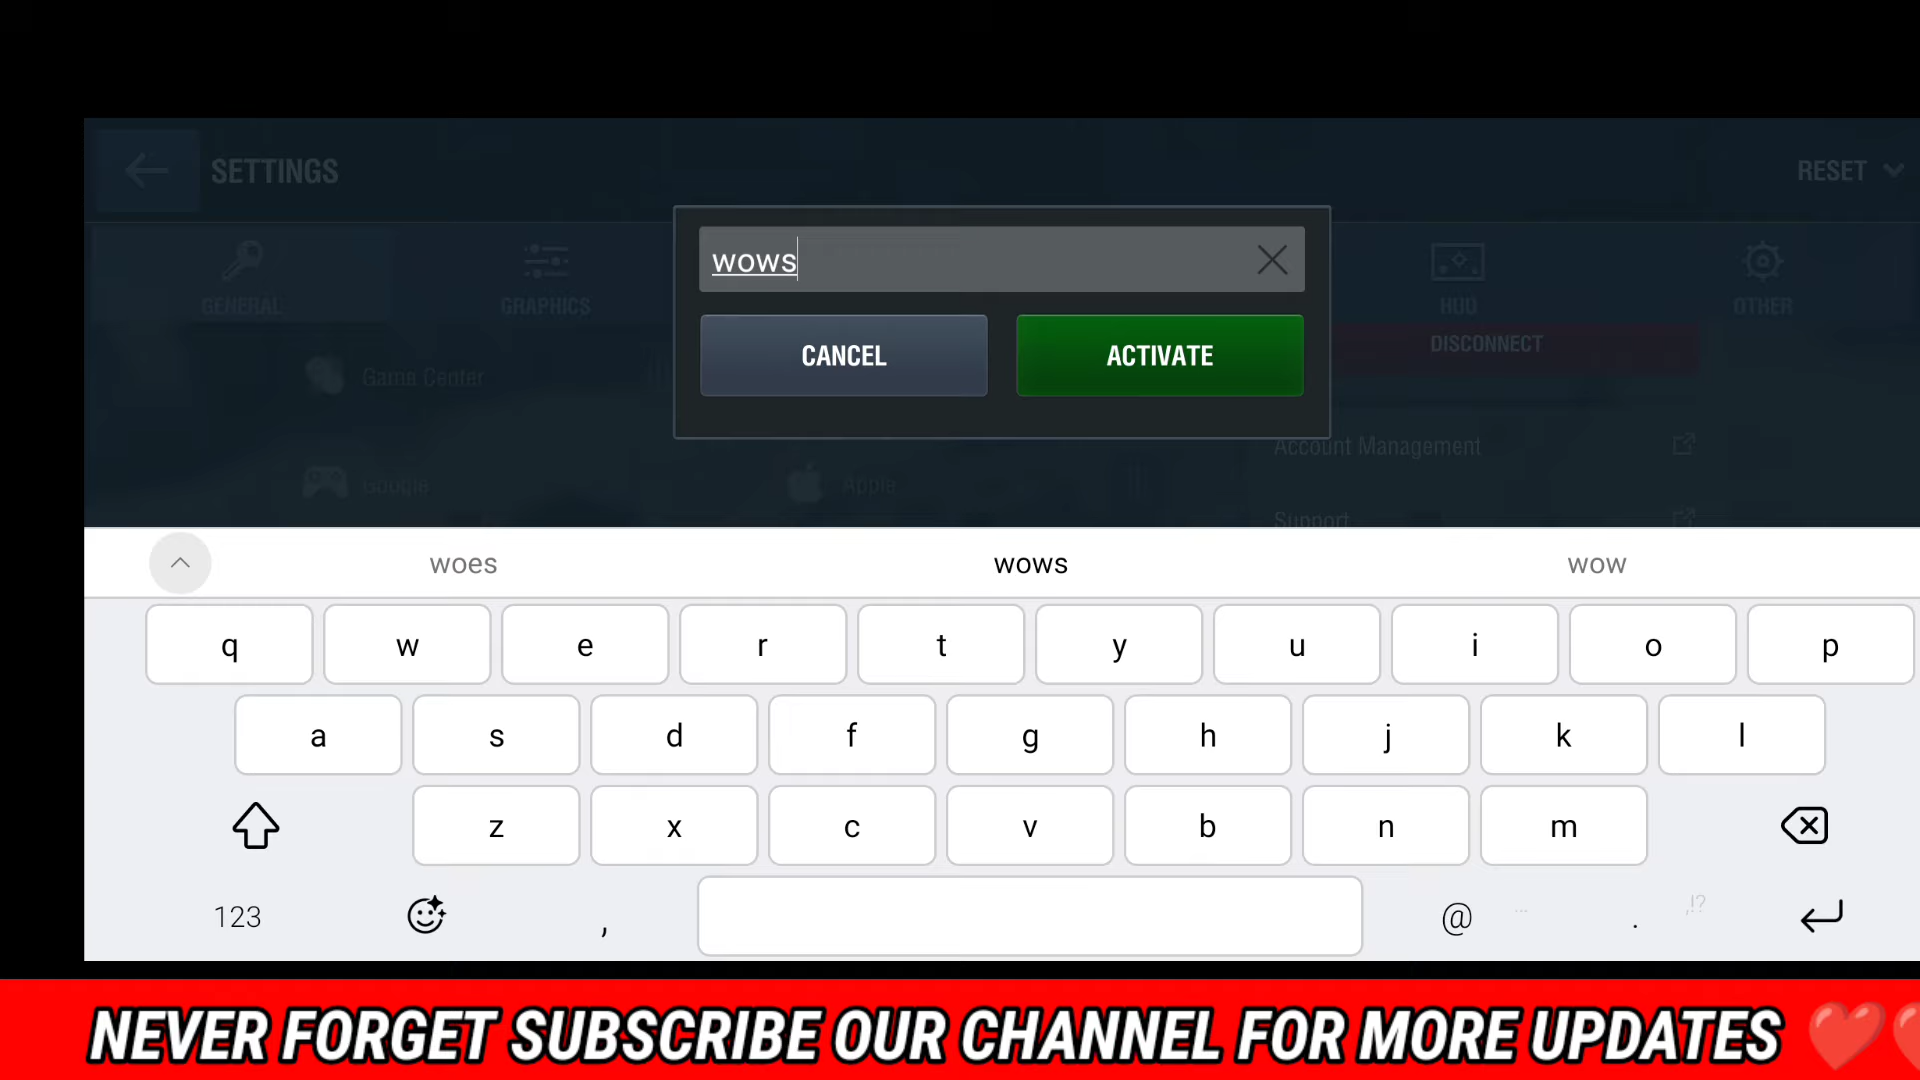 SETTINGS
RESET
wows
GENERAL
GRAPHICS
HUD
OTHER
CANCEL
ACTIVATE
DISCONNECT
Game Center
Account Management
Google
Apple
Support
woes wows wow
q w e r t y u i o p
a s d f g h j k l
z x c v b n m
123 , @ ... . ,!?
NEVER FORGET SUBSCRIBE OUR CHANNEL FOR MORE UPDATES